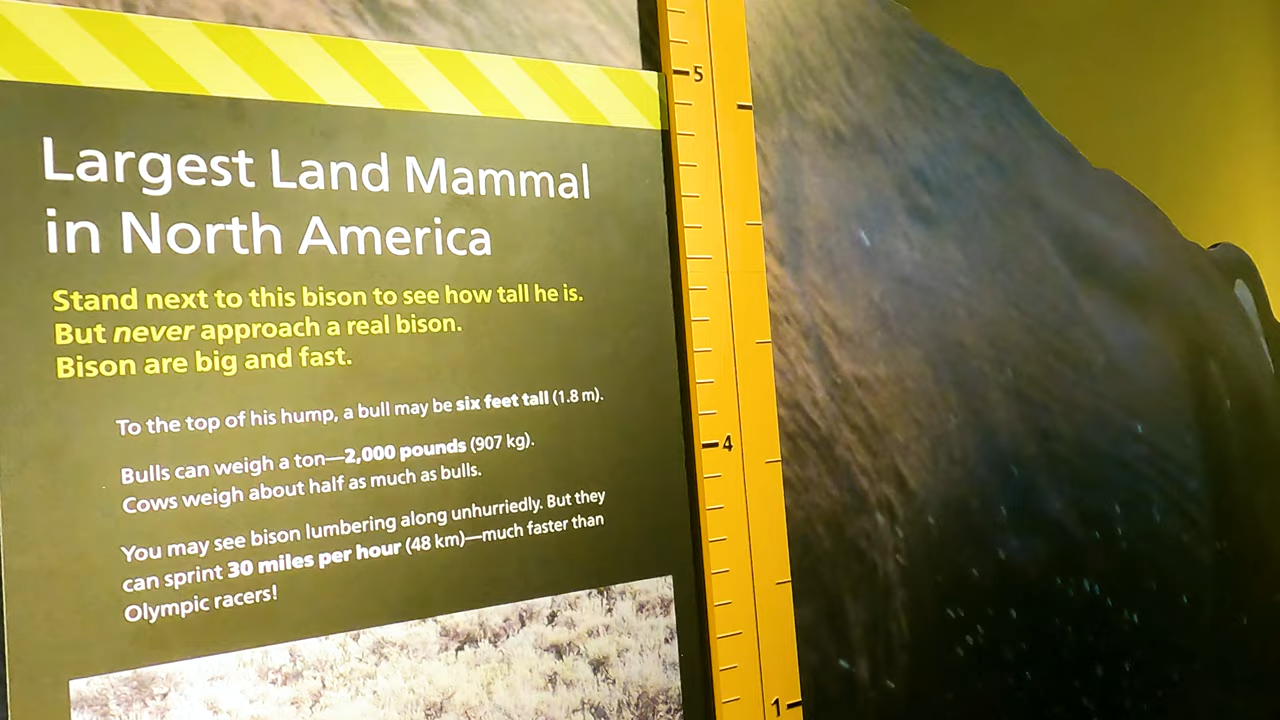 Largest Land Mammal
in North America
Stand next to this bison to see how tall he is.
But never approach a real bison.
Bison are big and fast.
To the top of his hump, a bull may be six feet tall (1.8 m).
Bulls can weigh a ton—2,000 pounds (907 kg).
Cows weigh about half as much as bulls.
You may see bison lumbering along unhurriedly. But they
can sprint 30 miles per hour (48 km)—much faster than
Olympic racers!
5
4
1